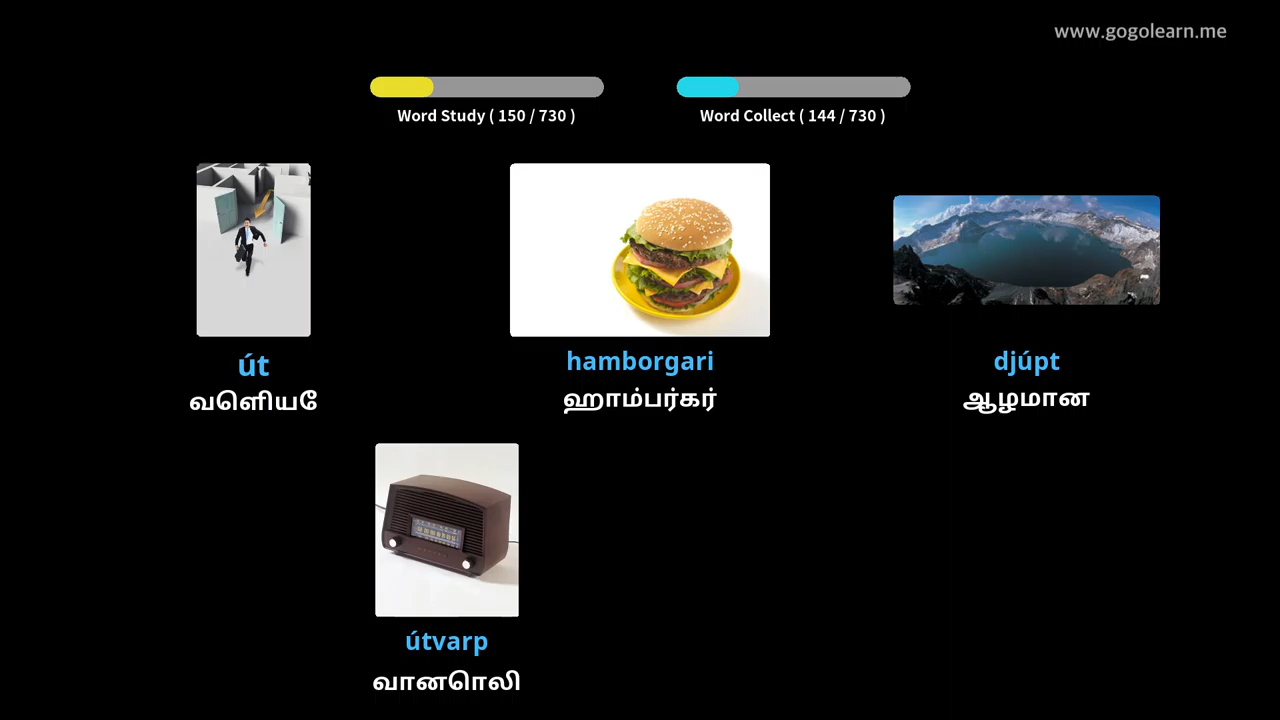 www.gogolearn.me
Word Study ( 150 / 730 )
Word Collect ( 144 / 730 )
út
வெளியே
hamborgari
ஹாம்பர்கர்
djúpt
ஆழமான
útvarp
வானொலி